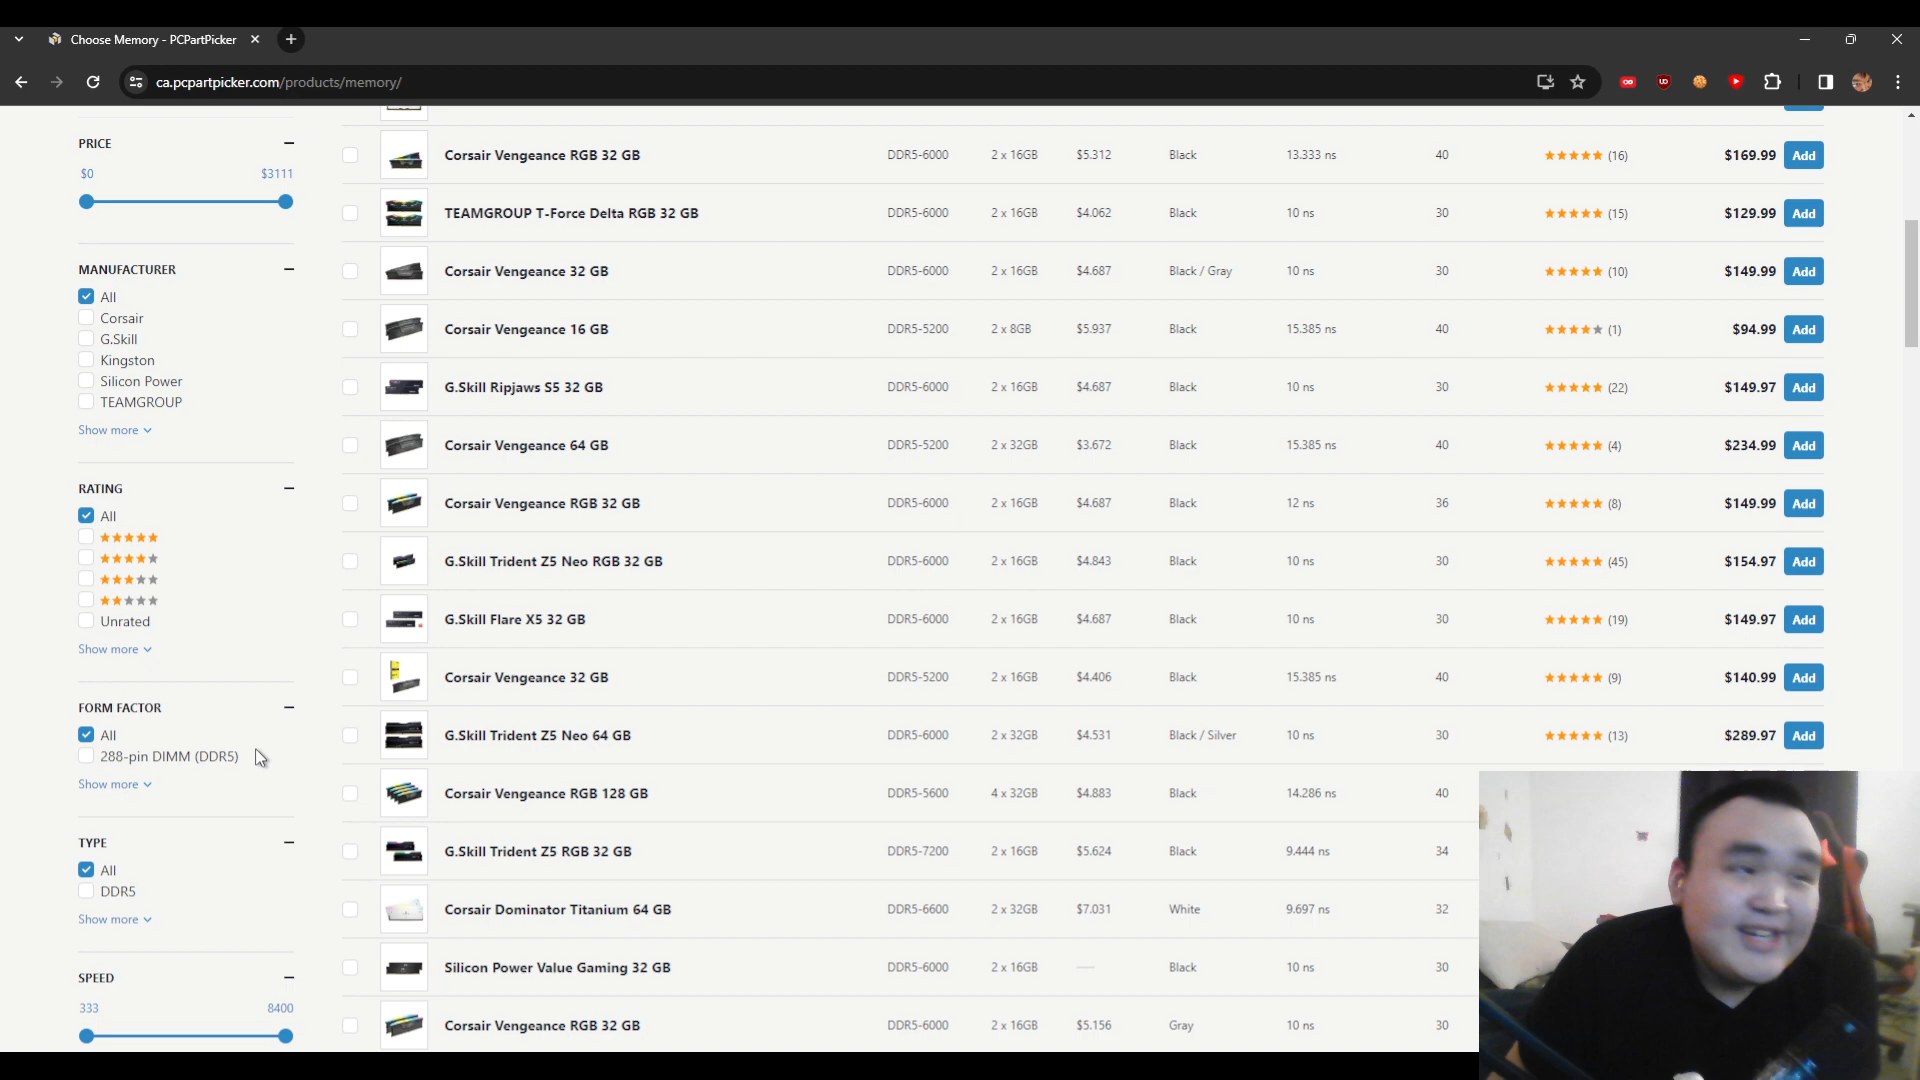 Choose Memory - PCPartPicker
ca.pcpartpicker.com/products/memory/
PRICE
$0 $3111
MANUFACTURER
All
Corsair
G.Skill
Kingston
Silicon Power
TEAMGROUP
Show more
RATING
All
Unrated
Show more
FORM FACTOR
All
288-pin DIMM (DDR5)
Show more
TYPE
All
DDR5
Show more
SPEED
333 8400
Corsair Vengeance RGB 32 GB DDR5-6000 2 x 16GB $5.312 Black 13.333 ns 40 (16) $169.99 Add
TEAMGROUP T-Force Delta RGB 32 GB DDR5-6000 2 x 16GB $4.062 Black 10 ns 30 (15) $129.99 Add
Corsair Vengeance 32 GB DDR5-6000 2 x 16GB $4.687 Black / Gray 10 ns 30 (10) $149.99 Add
Corsair Vengeance 16 GB DDR5-5200 2 x 8GB $5.937 Black 15.385 ns 40 (1) $94.99 Add
G.Skill Ripjaws S5 32 GB DDR5-6000 2 x 16GB $4.687 Black 10 ns 30 (22) $149.97 Add
Corsair Vengeance 64 GB DDR5-5200 2 x 32GB $3.672 Black 15.385 ns 40 (4) $234.99 Add
Corsair Vengeance RGB 32 GB DDR5-6000 2 x 16GB $4.687 Black 12 ns 36 (8) $149.99 Add
G.Skill Trident Z5 Neo RGB 32 GB DDR5-6000 2 x 16GB $4.843 Black 10 ns 30 (45) $154.97 Add
G.Skill Flare X5 32 GB DDR5-6000 2 x 16GB $4.687 Black 10 ns 30 (19) $149.97 Add
Corsair Vengeance 32 GB DDR5-5200 2 x 16GB $4.406 Black 15.385 ns 40 (9) $140.99 Add
G.Skill Trident Z5 Neo 64 GB DDR5-6000 2 x 32GB $4.531 Black / Silver 10 ns 30 (13) $289.97 Add
Corsair Vengeance RGB 128 GB DDR5-5600 4 x 32GB $4.883 Black 14.286 ns 40
G.Skill Trident Z5 RGB 32 GB DDR5-7200 2 x 16GB $5.624 Black 9.444 ns 34
Corsair Dominator Titanium 64 GB DDR5-6600 2 x 32GB $7.031 White 9.697 ns 32
Silicon Power Value Gaming 32 GB DDR5-6000 2 x 16GB — Black 10 ns 30
Corsair Vengeance RGB 32 GB DDR5-6000 2 x 16GB $5.156 Gray 10 ns 30